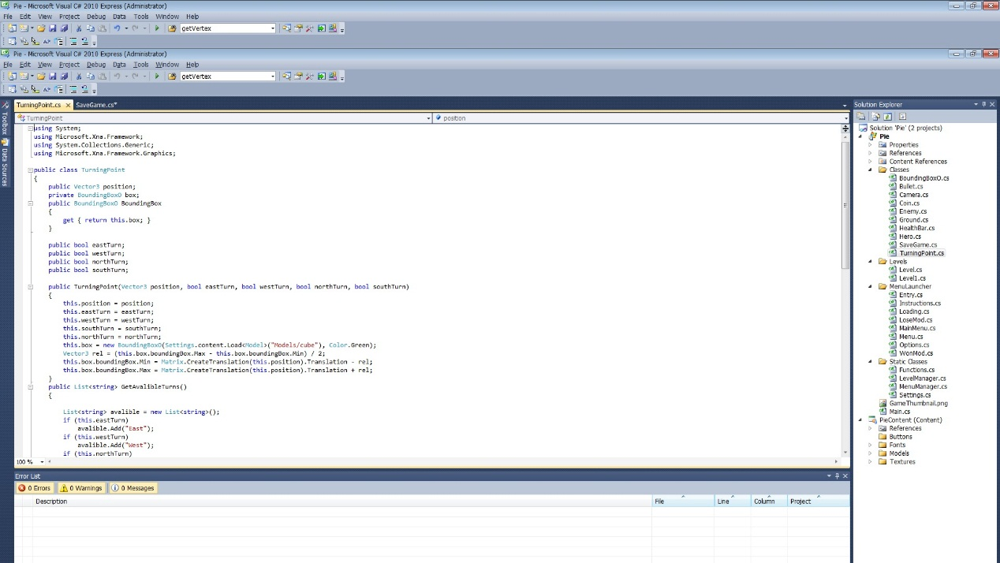 Pie - Microsoft Visual C# 2010 Express (Administrator)
File Edit View Project Debug Data Tools Window Help
getVertex
Pie - Microsoft Visual C# 2010 Express (Administrator)
File Edit View Project Debug Data Tools Window Help
getVertex
Toolbox
Data Sources
TurningPoint.cs SaveGame.cs*
TurningPoint position
using System;
using Microsoft.Xna.Framework;
using System.Collections.Generic;
using Microsoft.Xna.Framework.Graphics;
public class TurningPoint
{
public Vector3 position;
private BoundingBoxO box;
public BoundingBoxO BoundingBox
{
get { return this.box; }
}
public bool eastTurn;
public bool westTurn;
public bool northTurn;
public bool southTurn;
public TurningPoint(Vector3 position, bool eastTurn, bool westTurn, bool northTurn, bool southTurn)
{
this.position = position;
this.eastTurn = eastTurn;
this.westTurn = westTurn;
this.southTurn = southTurn;
this.northTurn = northTurn;
this.box = new BoundingBoxO(Settings.content.Load<Model>("Models/cube"), Color.Green);
Vector3 rel = (this.box.boundingBox.Max - this.box.boundingBox.Min) / 2;
this.box.boundingBox.Min = Matrix.CreateTranslation(this.position).Translation - rel;
this.box.boundingBox.Max = Matrix.CreateTranslation(this.position).Translation + rel;
}
public List<string> GetAvalibleTurns()
{
List<string> avalible = new List<string>();
if (this.eastTurn)
avalible.Add("East");
if (this.westTurn)
avalible.Add("West");
if (this.northTurn)
100 %
Error List
0 Errors 0 Warnings 0 Messages
Description File Line Column Project
Solution Explorer
Solution 'Pie' (2 projects)
Pie
Properties
References
Content References
Classes
BoundingBoxO.cs
Bullet.cs
Camera.cs
Coin.cs
Enemy.cs
Ground.cs
HealthBar.cs
Hero.cs
SaveGame.cs
TurningPoint.cs
Levels
Level.cs
Level1.cs
MenuLauncher
Entry.cs
Instructions.cs
Loading.cs
LoseMod.cs
MainMenu.cs
Menu.cs
Options.cs
WonMod.cs
Static Classes
Functions.cs
LevelManager.cs
MenuManager.cs
Settings.cs
GameThumbnail.png
Main.cs
PieContent (Content)
References
Buttons
Fonts
Models
Textures